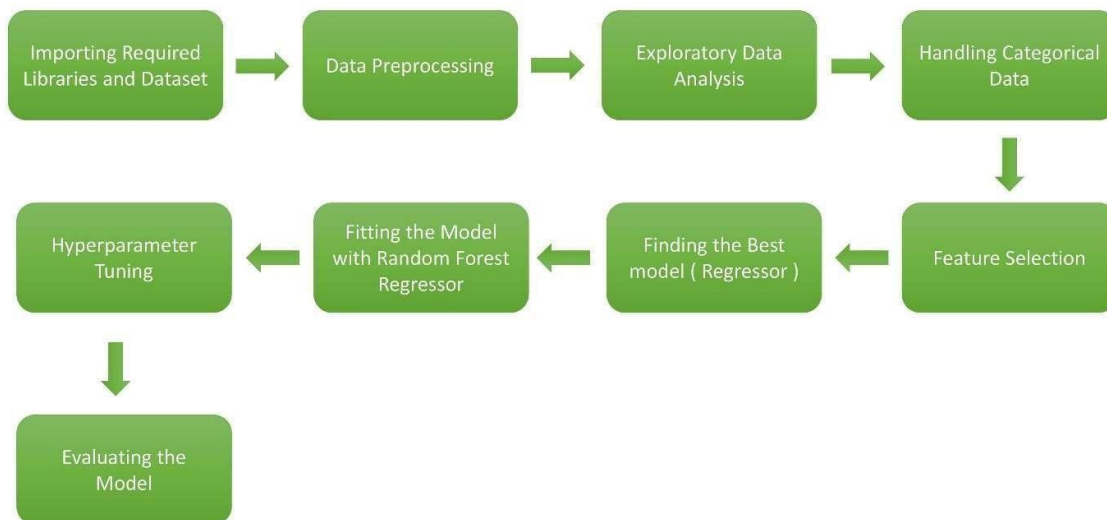 Importing Required
Libraries and Dataset
Data Preprocessing
Exploratory Data
Analysis
Handling Categorical
Data
Feature Selection
Finding the Best
model ( Regressor )
Fitting the Model
with Random Forest
Regressor
Hyperparameter
Tuning
Evaluating the
Model